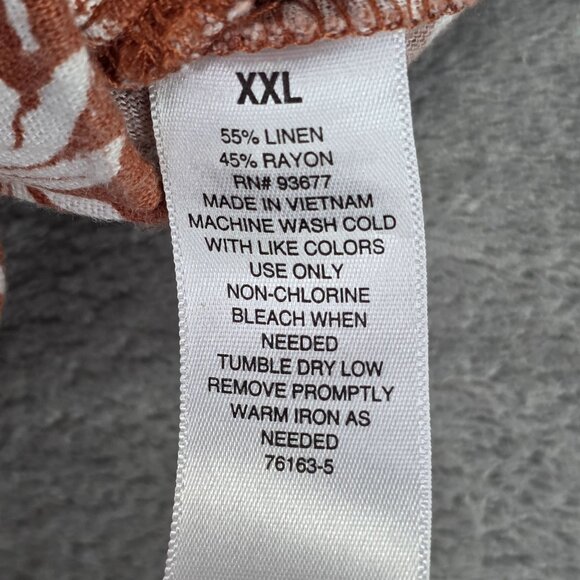 XXL
55% LINEN
45% RAYON
RN# 93677
MADE IN VIETNAM
MACHINE WASH COLD
WITH LIKE COLORS
USE ONLY
NON-CHLORINE
BLEACH WHEN
NEEDED
TUMBLE DRY LOW
REMOVE PROMPTLY
WARM IRON AS
NEEDED
76163-5